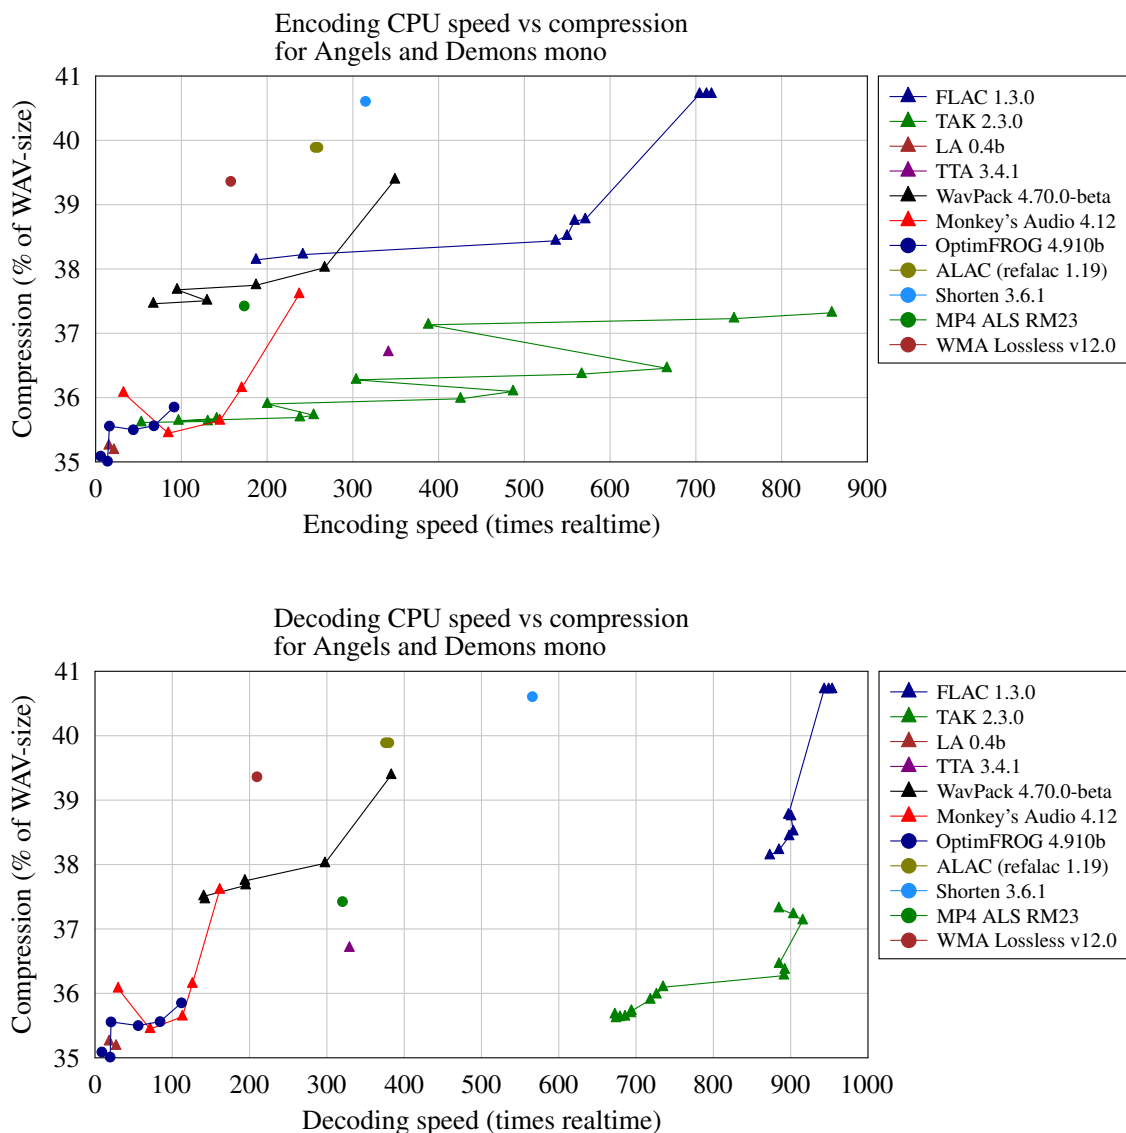 Encoding CPU speed vs compression
for Angels and Demons mono
Compression (% of WAV-size)
41
40
39
38
37
36
35
0 100 200 300 400 500 600 700 800 900
Encoding speed (times realtime)
FLAC 1.3.0
TAK 2.3.0
LA 0.4b
TTA 3.4.1
WavPack 4.70.0-beta
Monkey's Audio 4.12
OptimFROG 4.910b
ALAC (refalac 1.19)
Shorten 3.6.1
MP4 ALS RM23
WMA Lossless v12.0
Decoding CPU speed vs compression
for Angels and Demons mono
Compression (% of WAV-size)
41
40
39
38
37
36
35
0 100 200 300 400 500 600 700 800 900 1000
Decoding speed (times realtime)
FLAC 1.3.0
TAK 2.3.0
LA 0.4b
TTA 3.4.1
WavPack 4.70.0-beta
Monkey's Audio 4.12
OptimFROG 4.910b
ALAC (refalac 1.19)
Shorten 3.6.1
MP4 ALS RM23
WMA Lossless v12.0